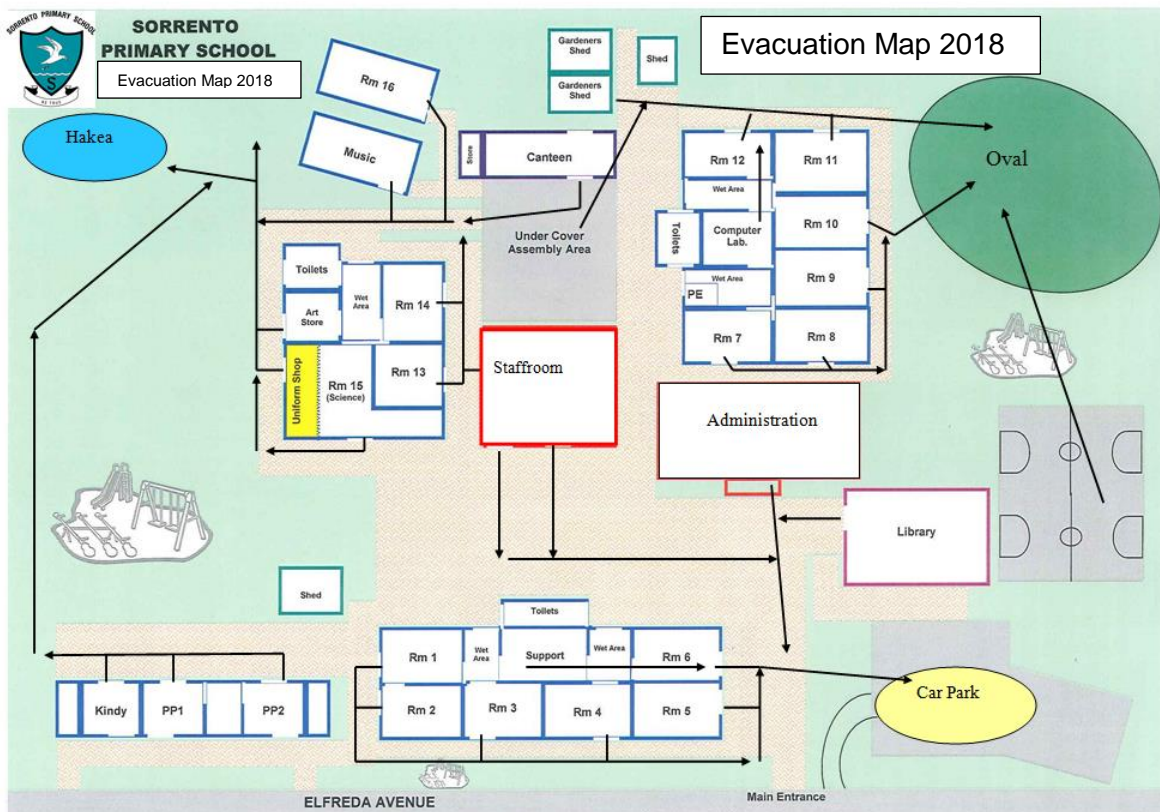 SORRENTO PRIMARY SCHOOL
S
SORRENTO
PRIMARY SCHOOL
Evacuation Map 2018
Evacuation Map 2018
Gardeners
Shed
Gardeners
Shed
Shed
Rm 16
Music
Hakea
Store
Canteen
Under Cover
Assembly Area
Rm 12
Rm 11
Wet Area
Toilets
Computer
Lab.
Rm 10
Wet Area
PE
Rm 9
Rm 7
Rm 8
Oval
Toilets
Wet
Area
Rm 14
Art
Store
Uniform Shop
Rm 15
(Science)
Rm 13
Staffroom
Administration
Library
Shed
Toilets
Rm 1
Wet
Area
Support
Wet Area
Rm 6
Rm 2
Rm 3
Rm 4
Rm 5
Kindy
PP1
PP2
Car Park
Main Entrance
ELFREDA AVENUE